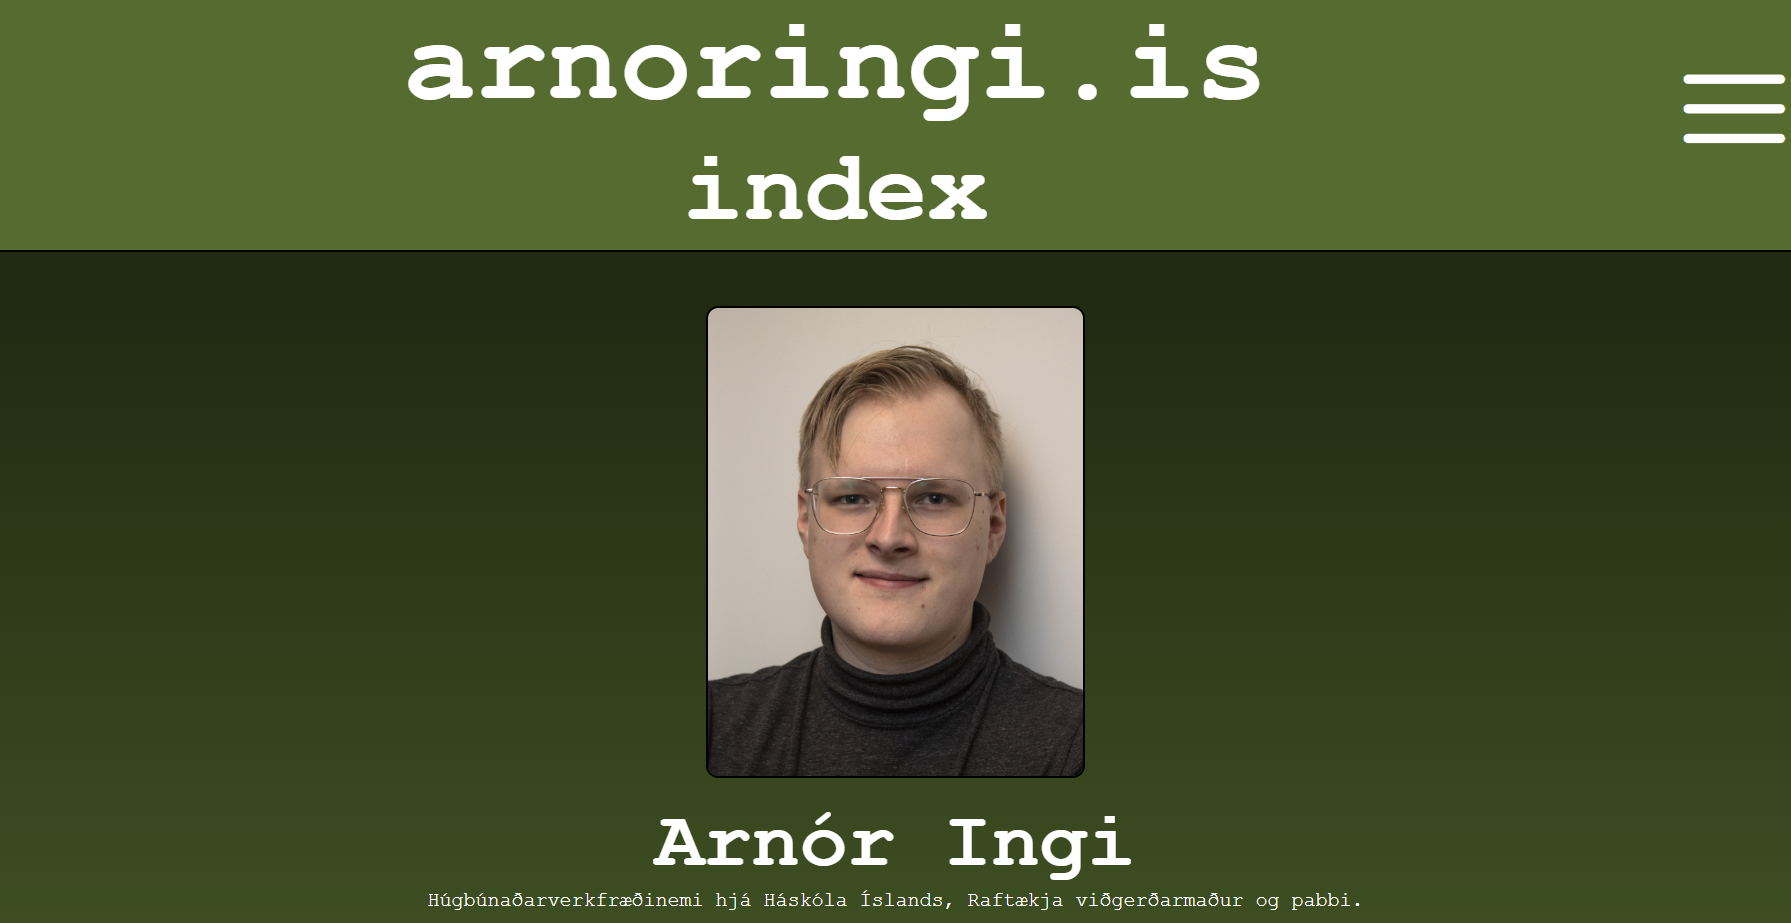 arnoringi.is
index
Arnór Ingi
Húgbúnaðarverkfræðinemi hjá Háskóla Íslands, Raftækja viðgerðarmaður og pabbi.